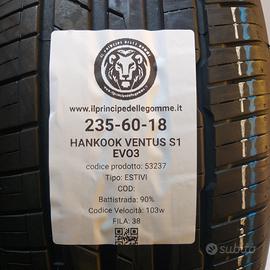 IL PRINCIPE DELLE GOMME
www.ilprincipedellegomme.it
235-60-18
HANKOOK VENTUS S1
EVO3
codice prodotto: 53237
Tipo: ESTIVI
COD:
Battistrada: 90%
Codice Velocità: 103w
FILA: 38
subito